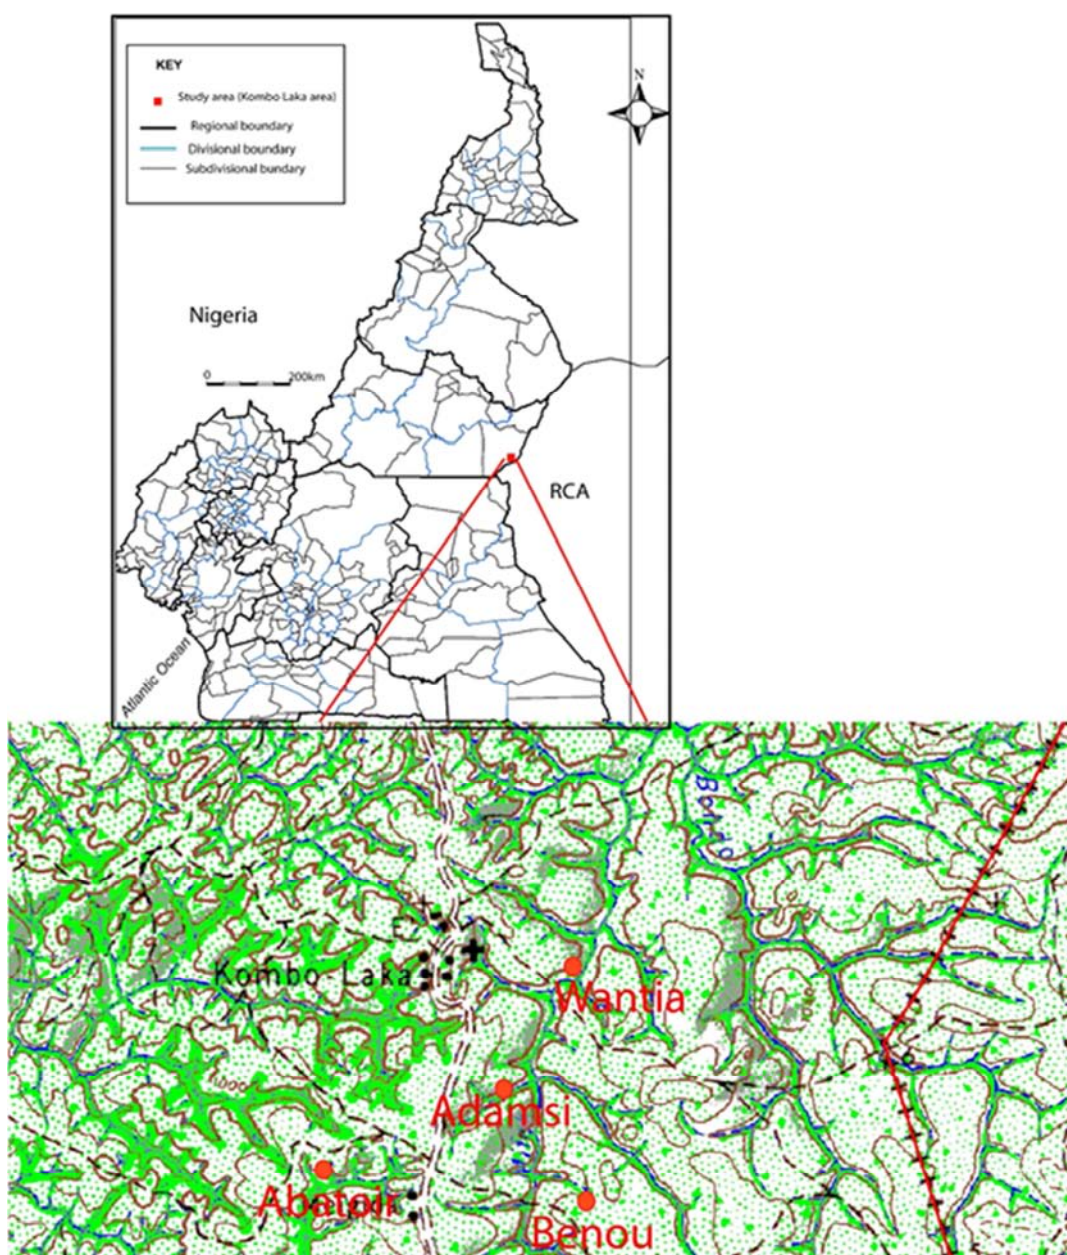 KEY
Study area (Kombo Laka area)
Regional boundary
Divisional boundary
Subdivisional bundary
N
Nigeria
0 200km
RCA
Atlantic Ocean
Kombo Laka
Wantia
Adamsi
Abatoir
Benou